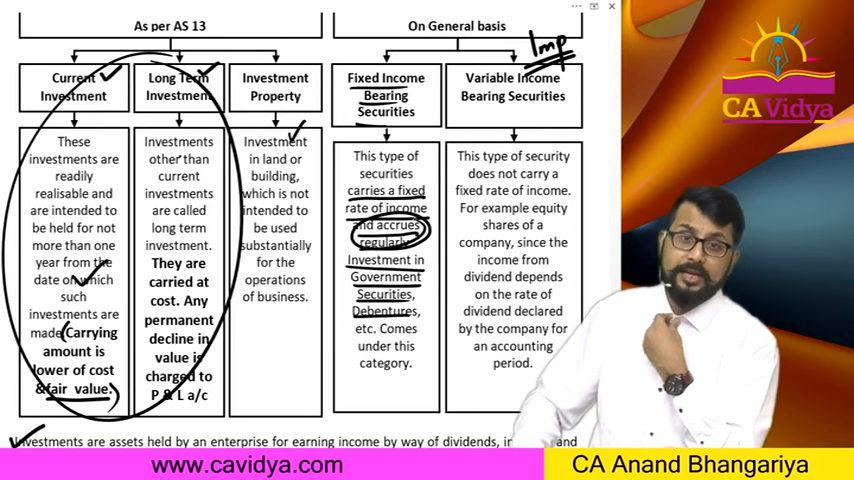 As per AS 13
On General basis
Imp
Current
Investment
Long Term
Investment
Investment
Property
Fixed Income
Bearing
Securities
Variable Income
Bearing Securities
These
investments are
readily
realisable and
are intended to
be held for not
more than one
year from the
date on which
such
investments are
made(Carrying
amount is
lower of cost
&fair value.)
Investments
other than
current
investments
are called
long term
investment.
They are
carried at
cost. Any
permanent
decline in
value is
charged to
P & L a/c
Investment
in land or
building,
which is not
intended to
be used
substantially
for the
operations
of business.
This type of
securities
carries a fixed
rate of income
and accrues
regularly
Investment in
Government
Securities,
Debentures,
etc. Comes
under this
category.
This type of security
does not carry a
fixed rate of income.
For example equity
shares of a
company, since the
income from
dividend depends
on the rate of
dividend declared
by the company for
an accounting
period.
Investments are assets held by an enterprise for earning income by way of dividends, and
CA Vidya
www.cavidya.com
CA Anand Bhangariya